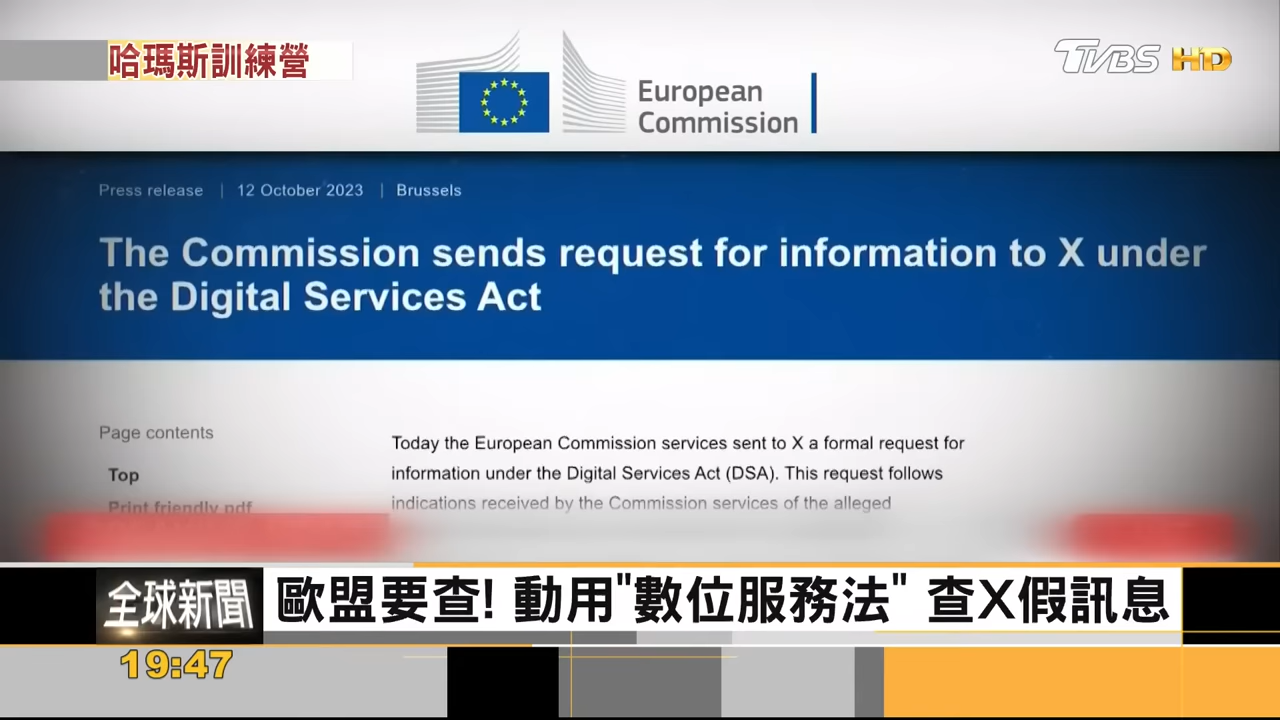 哈瑪斯訓練營
TVBS HD
European
Commission
Press release | 12 October 2023 | Brussels
The Commission sends request for information to X under
the Digital Services Act
Page contents
Top
Print friendly pdf
Today the European Commission services sent to X a formal request for
information under the Digital Services Act (DSA). This request follows
indications received by the Commission services of the alleged
全球新聞
歐盟要查! 動用"數位服務法" 查X假訊息
19:47